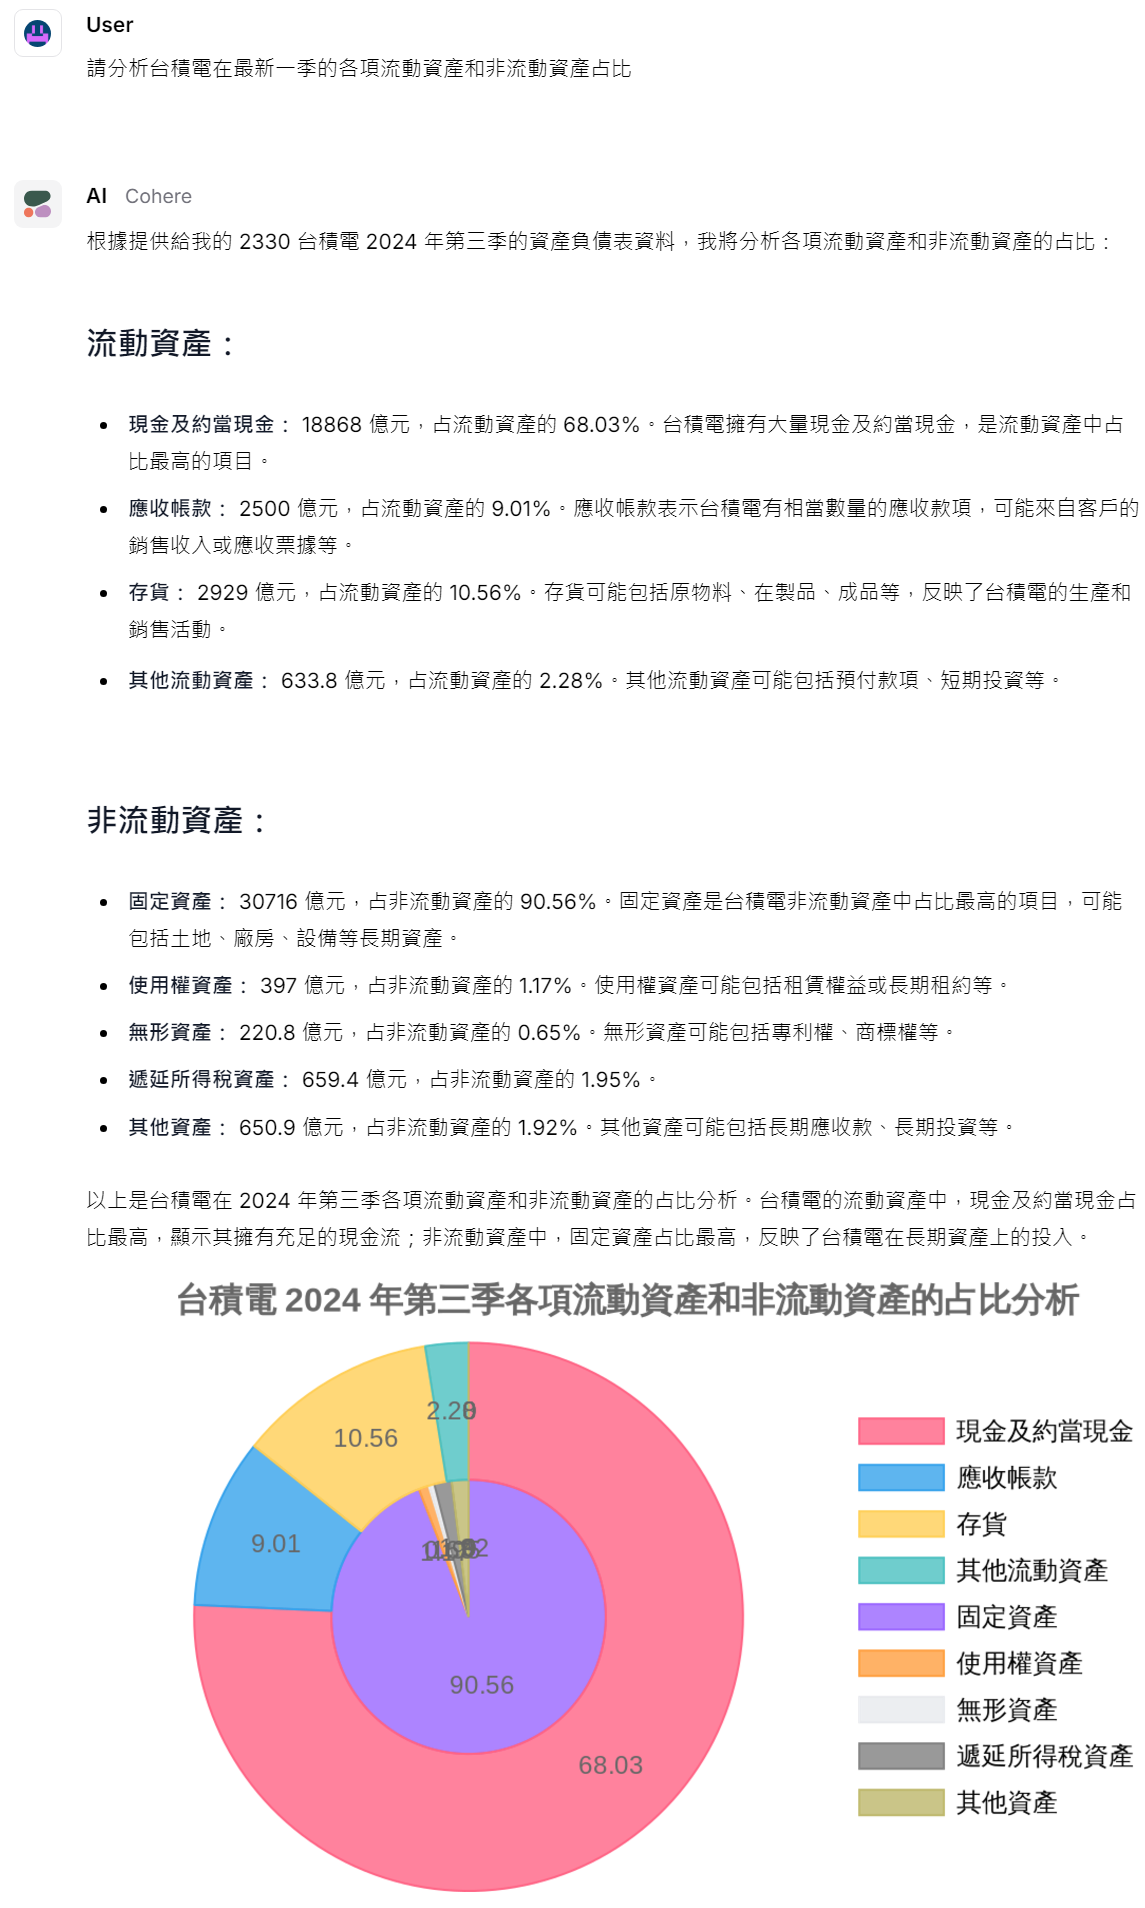 User
請分析台積電在最新一季的各項流動資產和非流動資產占比
AI Cohere
根據提供給我的 2330 台積電 2024 年第三季的資產負債表資料，我將分析各項流動資產和非流動資產的占比：
流動資產：
現金及約當現金： 18868 億元，占流動資產的 68.03%。台積電擁有大量現金及約當現金，是流動資產中占
比最高的項目。
應收帳款： 2500 億元，占流動資產的 9.01%。應收帳款表示台積電有相當數量的應收款項，可能來自客戶的
銷售收入或應收票據等。
存貨： 2929 億元，占流動資產的 10.56%。存貨可能包括原物料、在製品、成品等，反映了台積電的生產和
銷售活動。
其他流動資產： 633.8 億元，占流動資產的 2.28%。其他流動資產可能包括預付款項、短期投資等。
非流動資產：
固定資產： 30716 億元，占非流動資產的 90.56%。固定資產是台積電非流動資產中占比最高的項目，可能
包括土地、廠房、設備等長期資產。
使用權資產： 397 億元，占非流動資產的 1.17%。使用權資產可能包括租賃權益或長期租約等。
無形資產： 220.8 億元，占非流動資產的 0.65%。無形資產可能包括專利權、商標權等。
遞延所得稅資產： 659.4 億元，占非流動資產的 1.95%。
其他資產： 650.9 億元，占非流動資產的 1.92%。其他資產可能包括長期應收款、長期投資等。
以上是台積電在 2024 年第三季各項流動資產和非流動資產的占比分析。台積電的流動資產中，現金及約當現金占
比最高，顯示其擁有充足的現金流；非流動資產中，固定資產占比最高，反映了台積電在長期資產上的投入。
台積電 2024 年第三季各項流動資產和非流動資產的占比分析
10.56
9.01
90.56
68.03
現金及約當現金
應收帳款
存貨
其他流動資產
固定資產
使用權資產
無形資產
遞延所得稅資產
其他資產